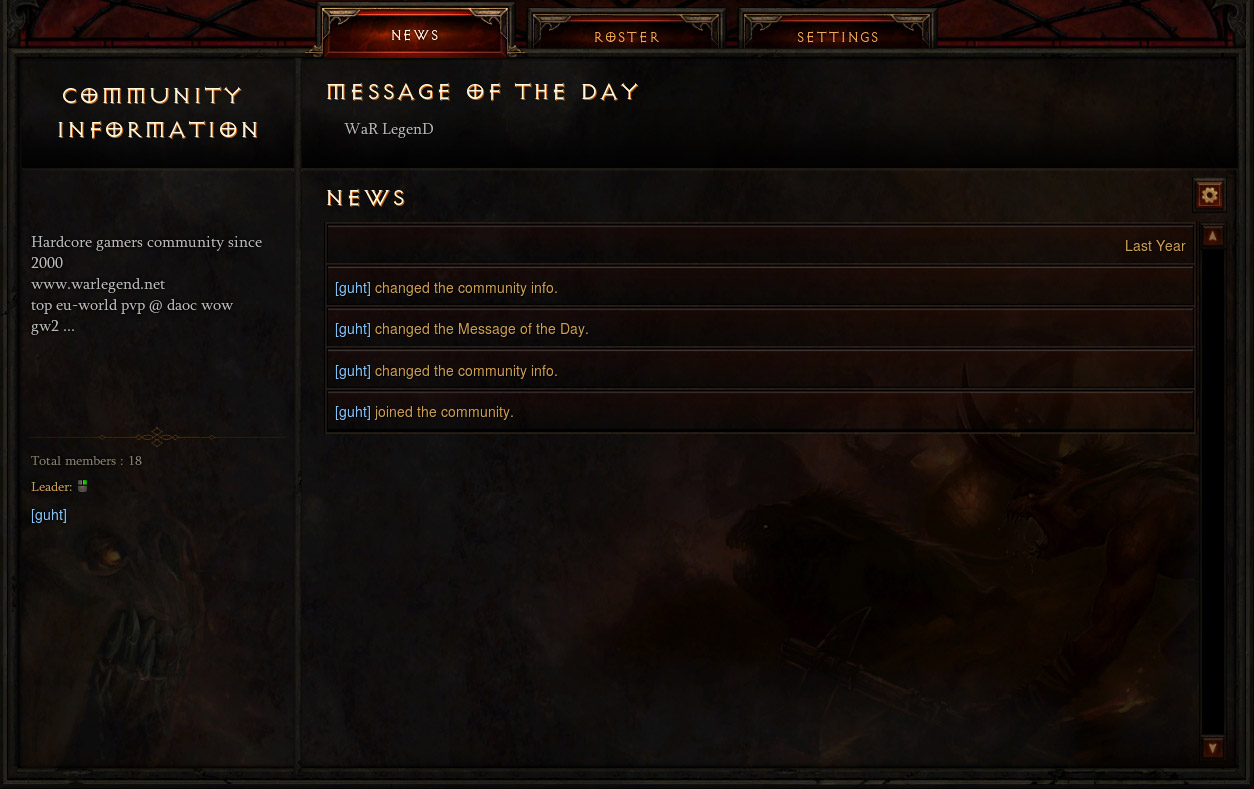 NEWS
ROSTER
SETTINGS
COMMUNITY
INFORMATION
MESSAGE OF THE DAY
WaR LegenD
Hardcore gamers community since
2000
www.warlegend.net
top eu-world pvp @ daoc wow
gw2 ...
Total members : 18
Leader:
[guht]
NEWS
Last Year
[guht] changed the community info.
[guht] changed the Message of the Day.
[guht] changed the community info.
[guht] joined the community.